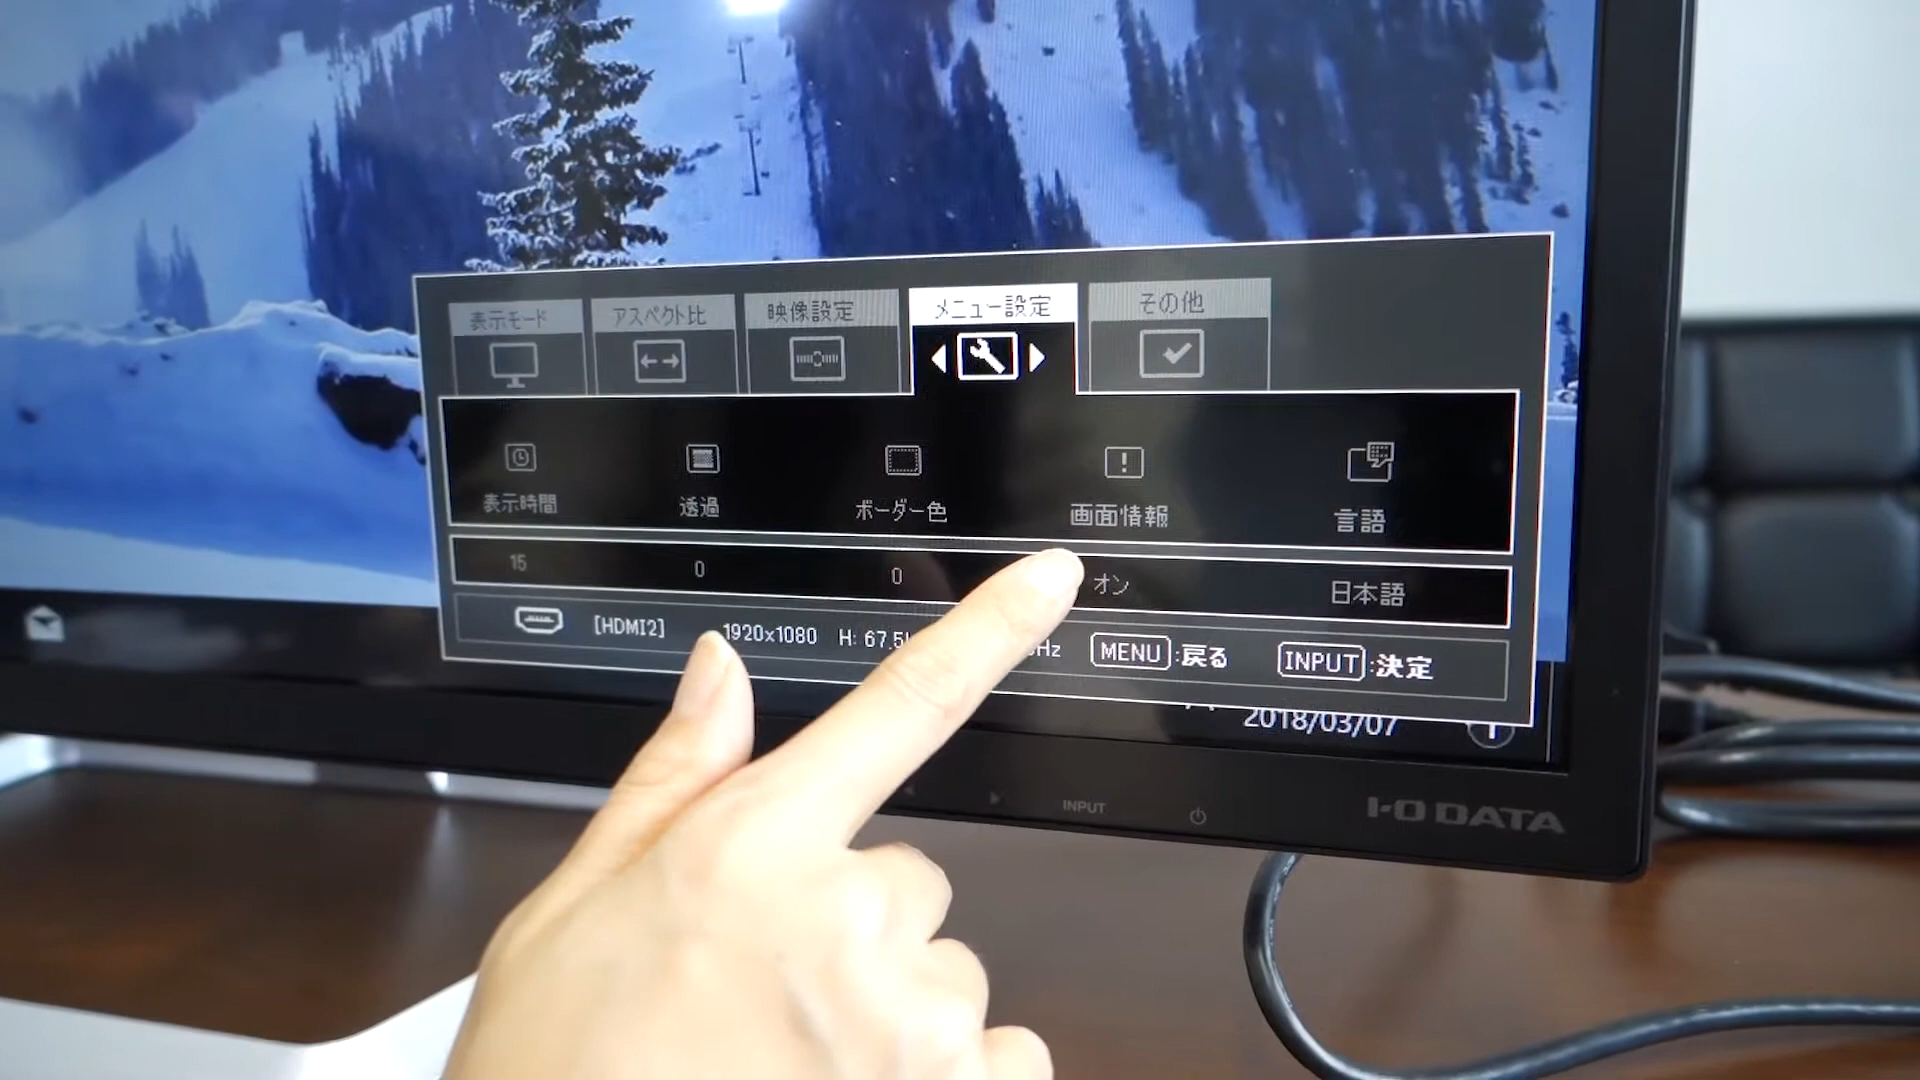 表示モード アスペクト比 映像設定 メニュー設定 その他
表示時間 透過 ボーダー色 画面情報 言語
15 0 0 オン 日本語
[HDMI2] 1920x1080 H: 67.5 Hz MENU:戻る INPUT:決定
2018/03/07
INPUT
I-O DATA